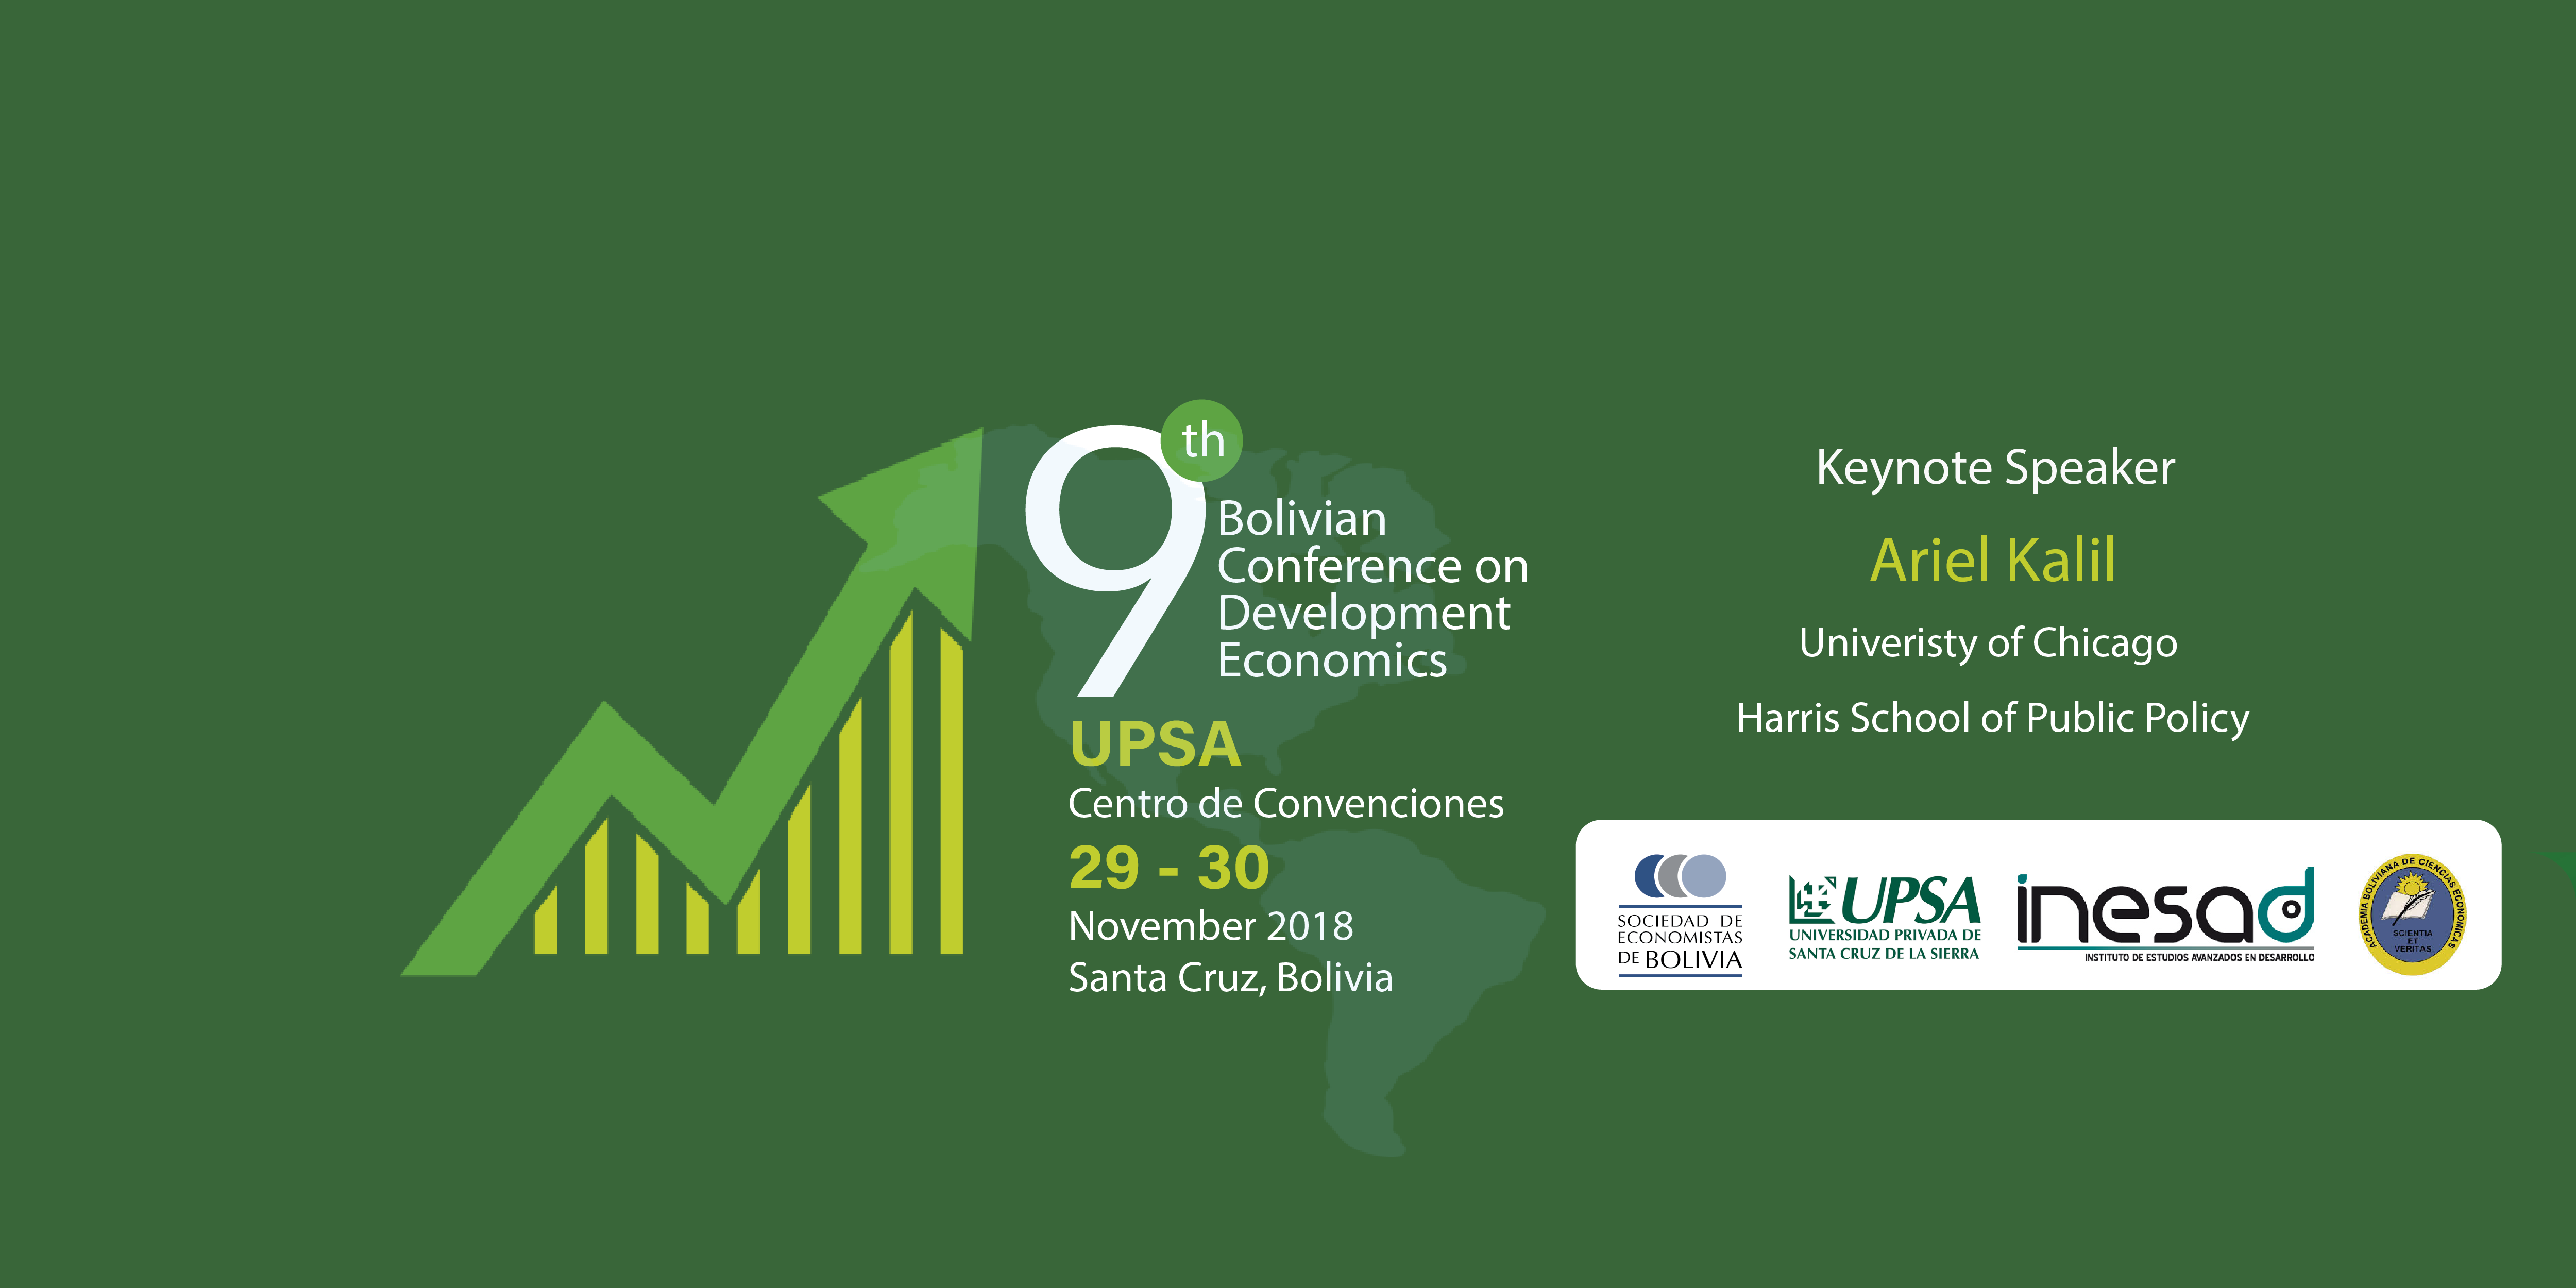 9th
Bolivian
Conference on
Development
Economics
UPSA
Centro de Convenciones
29 - 30
November 2018
Santa Cruz, Bolivia
Keynote Speaker
Ariel Kalil
Univeristy of Chicago
Harris School of Public Policy
SOCIEDAD DE
ECONOMISTAS
DE BOLIVIA
UPSA
UNIVERSIDAD PRIVADA DE
SANTA CRUZ DE LA SIERRA
inesad
INSTITUTO DE ESTUDIOS AVANZADOS EN DESARROLLO
ACADEMIA BOLIVIANA DE CIENCIAS ECONOMICAS
SCIENTIA
ET
VERITAS